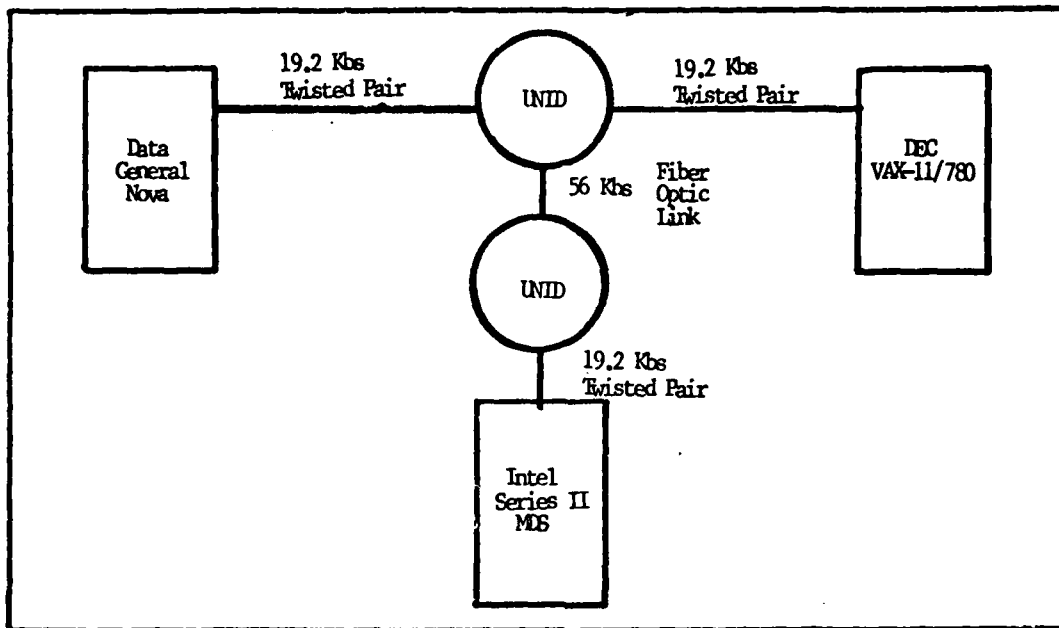 19.2 Kbs
Twisted Pair
UNID
19.2 Kbs
Twisted Pair
Data
General
Nova
DEC
VAX-11/780
56 Kbs
Fiber
Optic
Link
UNID
19.2 Kbs
Twisted Pair
Intel
Series II
MDS